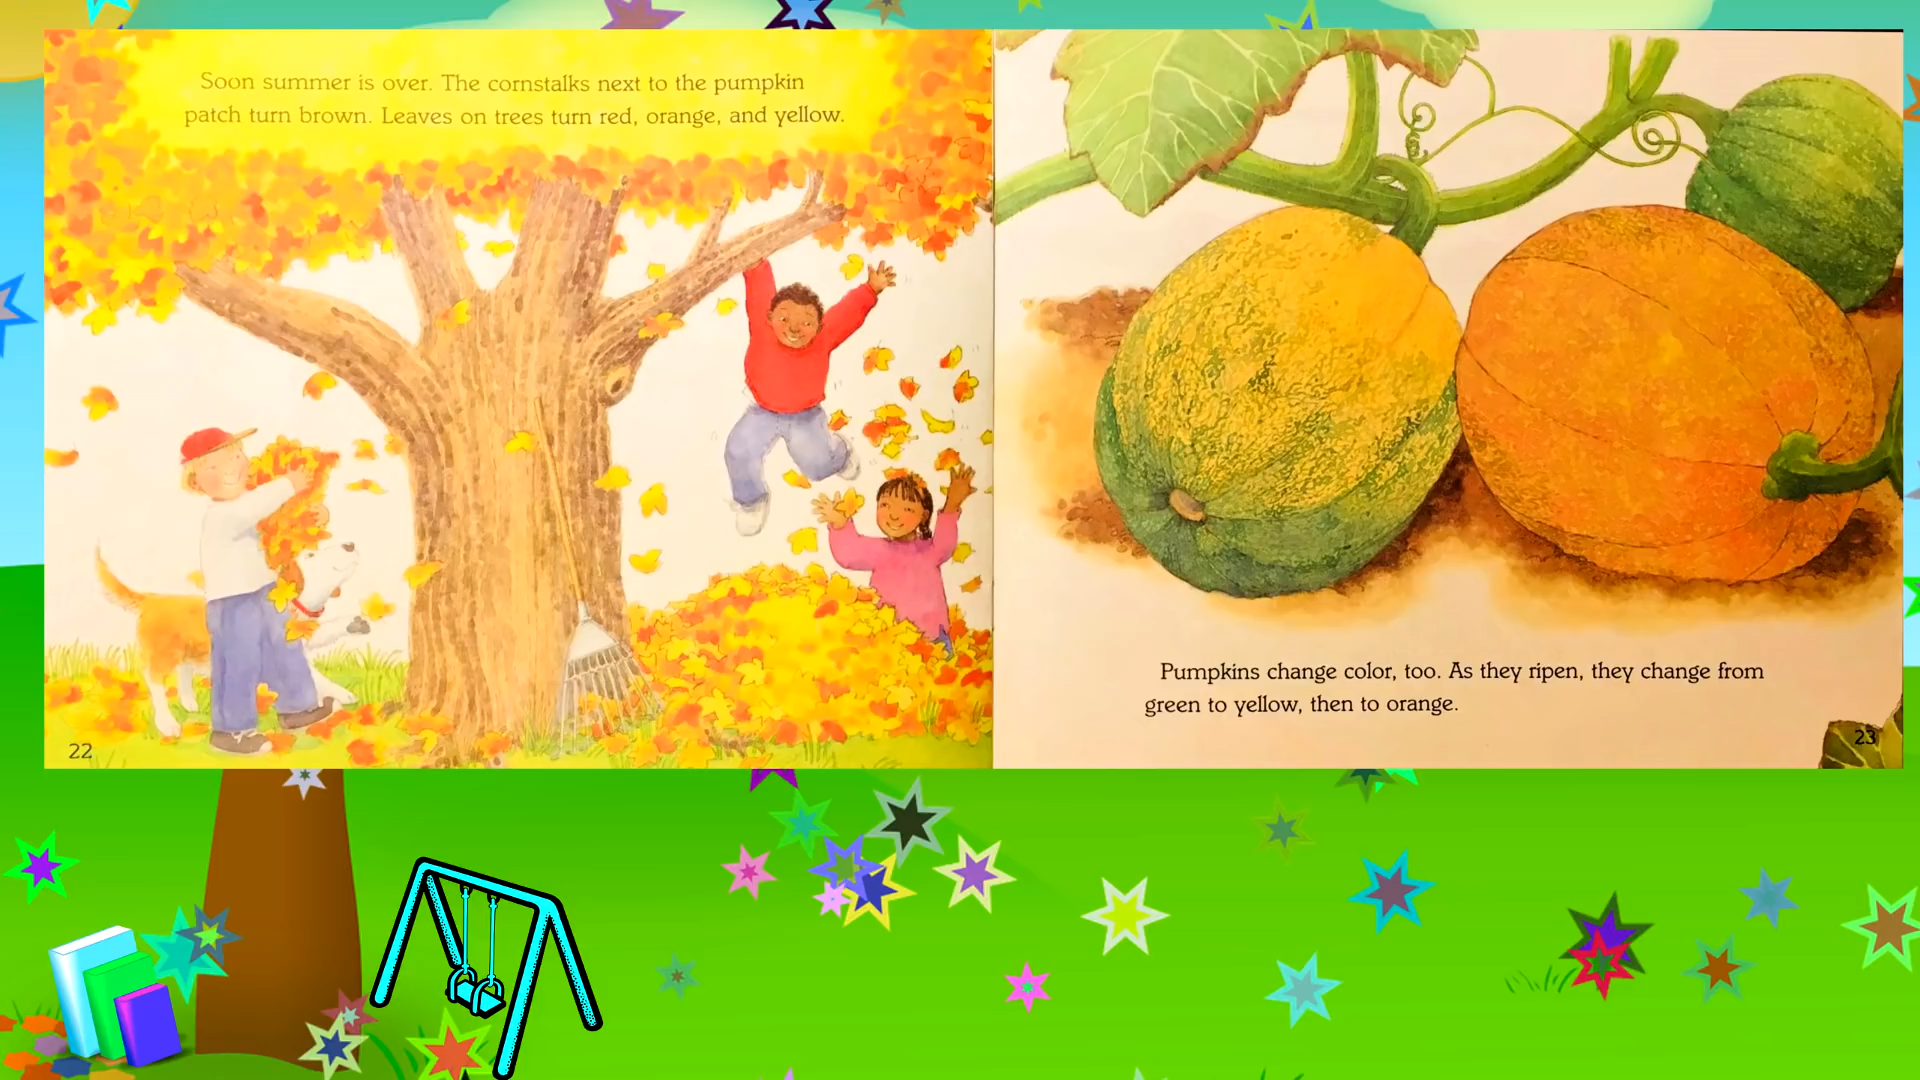 Soon summer is over. The cornstalks next to the pumpkin
patch turn brown. Leaves on trees turn red, orange, and yellow.
22
Pumpkins change color, too. As they ripen, they change from
green to yellow, then to orange.
23